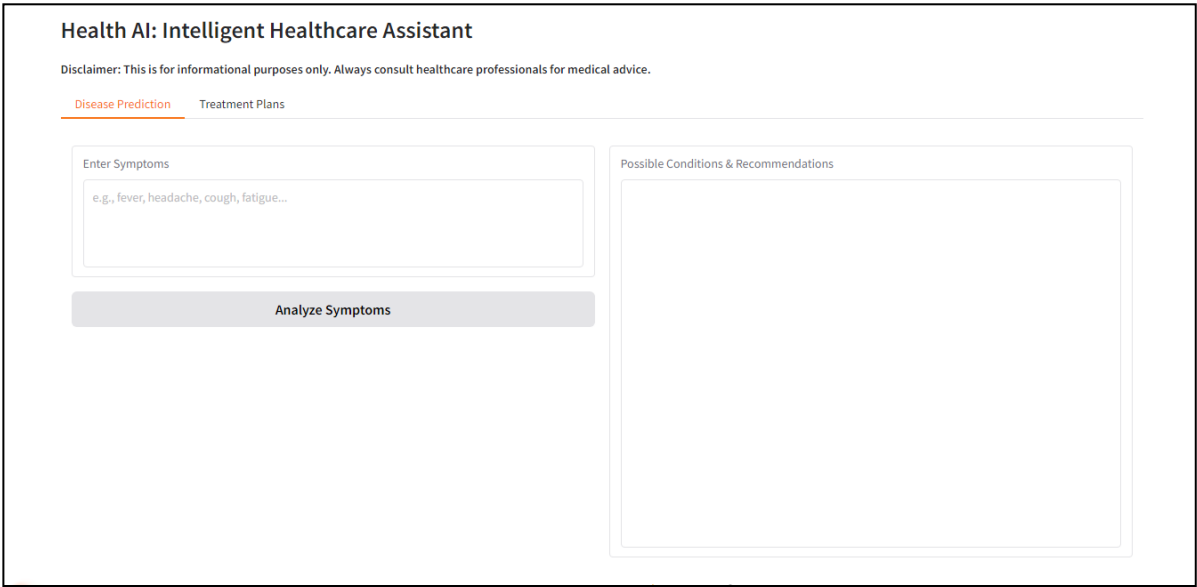 Health AI: Intelligent Healthcare Assistant
Disclaimer: This is for informational purposes only. Always consult healthcare professionals for medical advice.
Disease Prediction
Treatment Plans
Enter Symptoms
e.g., fever, headache, cough, fatigue...
Analyze Symptoms
Possible Conditions & Recommendations